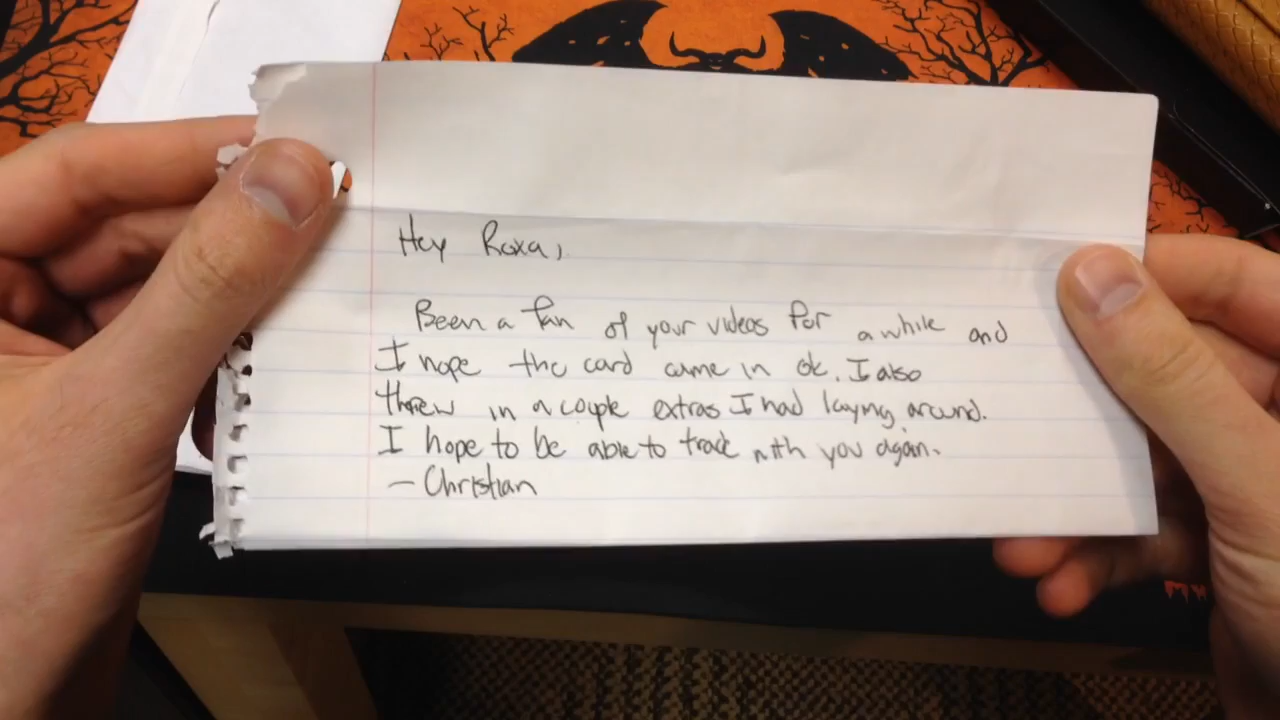 Hey Roxa,
Been a fan of your videos for a while and
I hope the card came in ok. I also
threw in a couple extras I had laying around.
I hope to be able to track with you again.
- Christian